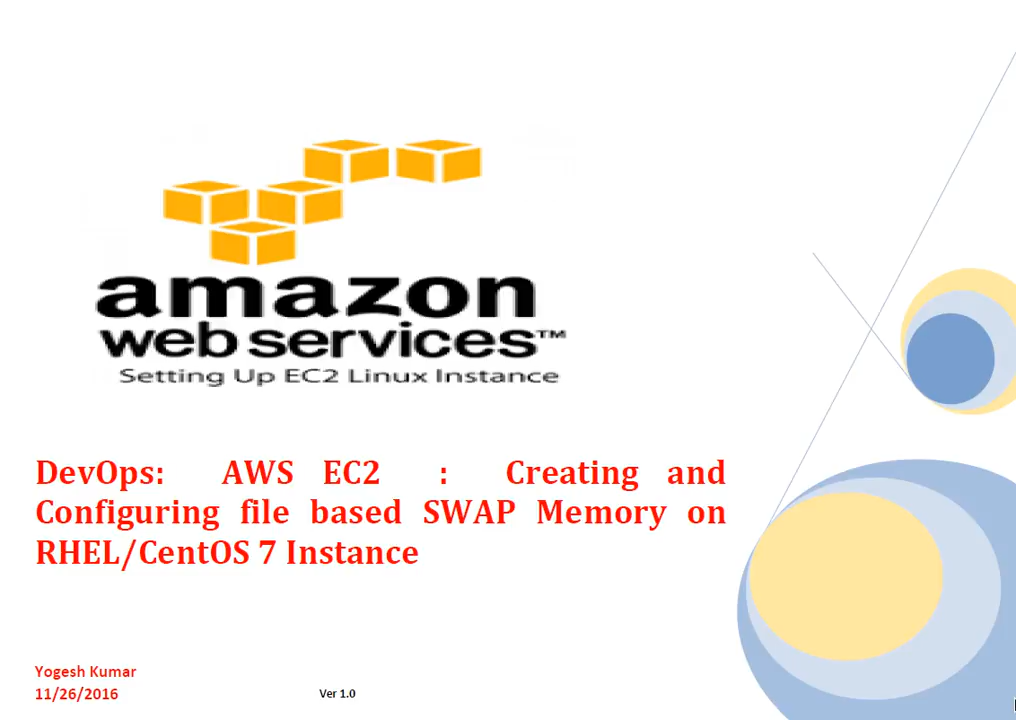 amazon
web services™
Setting Up EC2 Linux Instance
DevOps: AWS EC2 : Creating and
Configuring file based SWAP Memory on
RHEL/CentOS 7 Instance
Yogesh Kumar
11/26/2016 Ver 1.0